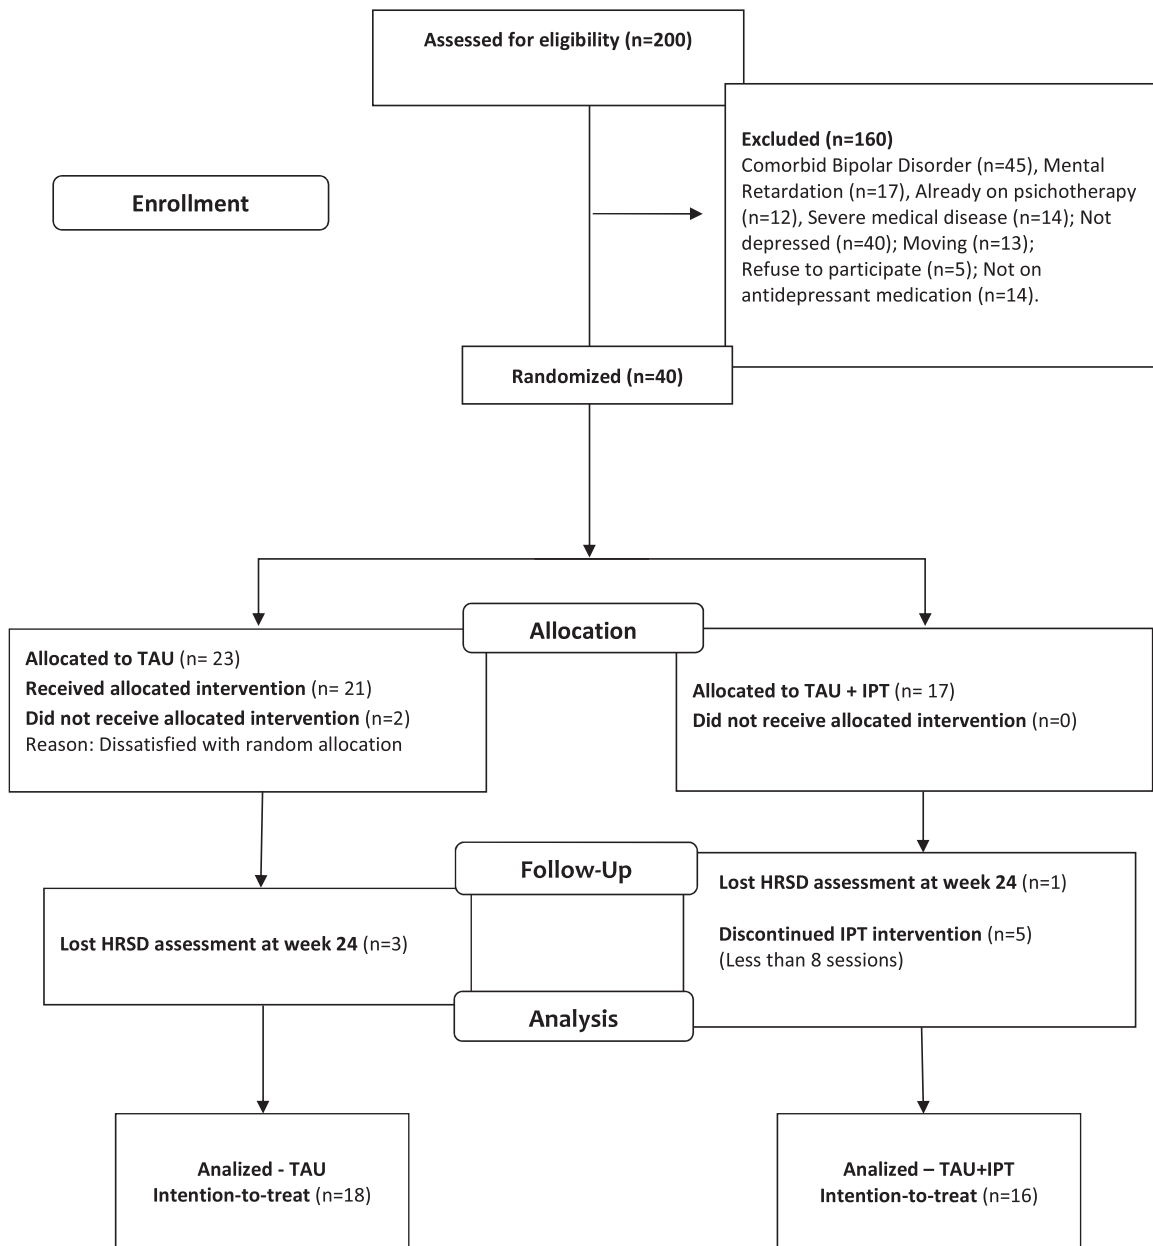 Assessed for eligibility (n=200)
Excluded (n=160)
Comorbid Bipolar Disorder (n=45), Mental
Retardation (n=17), Already on psichotherapy
(n=12), Severe medical disease (n=14); Not
depressed (n=40); Moving (n=13);
Refuse to participate (n=5); Not on
antidepressant medication (n=14).
Enrollment
Randomized (n=40)
Allocation
Allocated to TAU (n= 23)
Received allocated intervention (n= 21)
Did not receive allocated intervention (n=2)
Reason: Dissatisfied with random allocation
Allocated to TAU + IPT (n= 17)
Did not receive allocated intervention (n=0)
Follow-Up
Lost HRSD assessment at week 24 (n=3)
Lost HRSD assessment at week 24 (n=1)
Discontinued IPT intervention (n=5)
(Less than 8 sessions)
Analysis
Analized - TAU
Intention-to-treat (n=18)
Analized – TAU+IPT
Intention-to-treat (n=16)